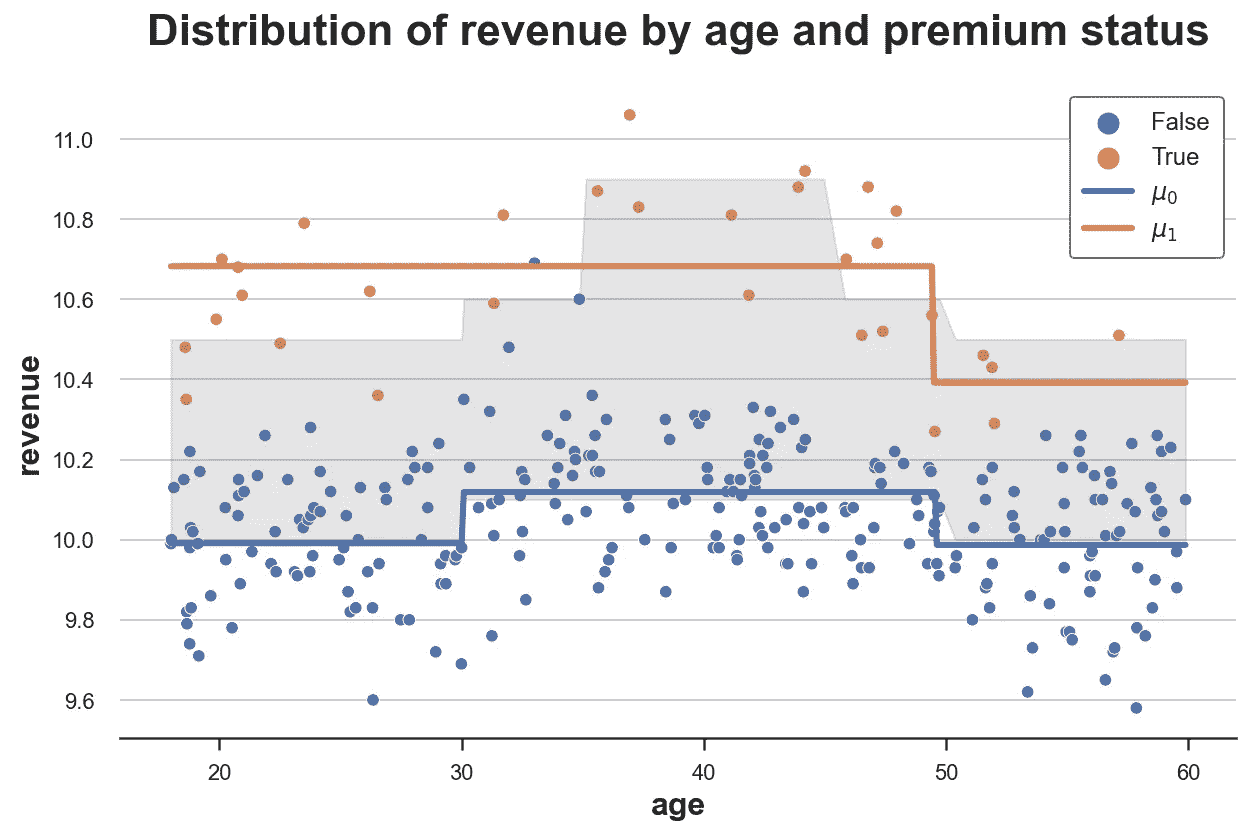 Distribution of revenue by age and premium status
False
True
μ0
μ1
revenue
11.0
10.8
10.6
10.4
10.2
10.0
9.8
9.6
20 30 40 50 60
age